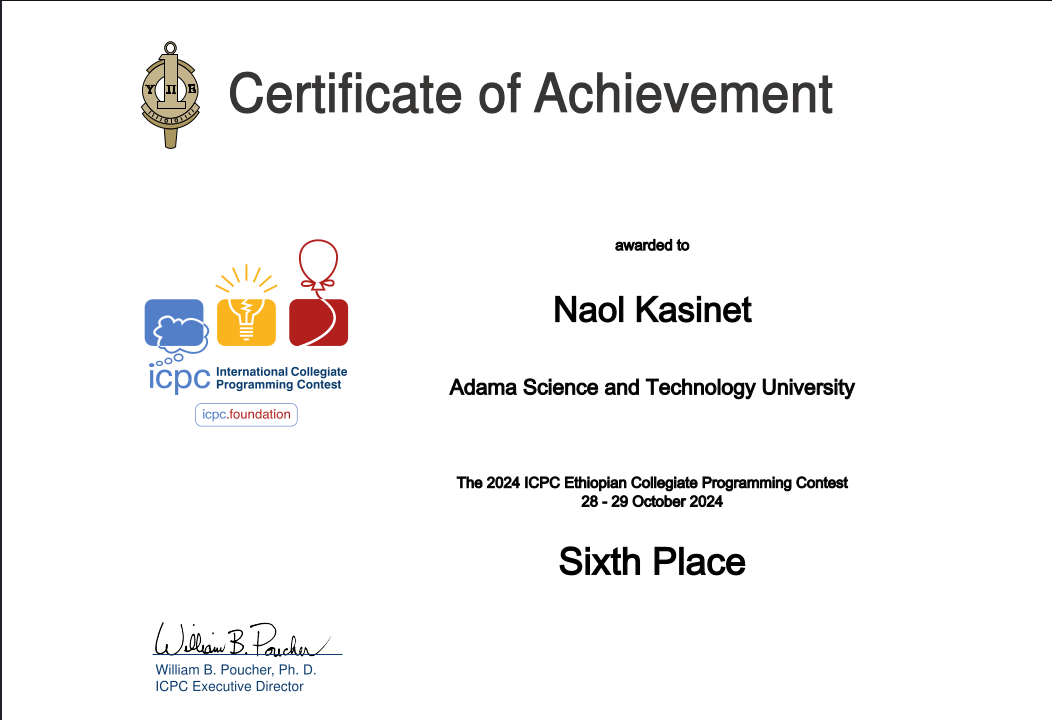 1
Υ Π Ε
Certificate of Achievement
awarded to
Naol Kasinet
Adama Science and Technology University
icpc International Collegiate
Programming Contest
icpc.foundation
The 2024 ICPC Ethiopian Collegiate Programming Contest
28 - 29 October 2024
Sixth Place
William B. Poucher
William B. Poucher, Ph. D.
ICPC Executive Director